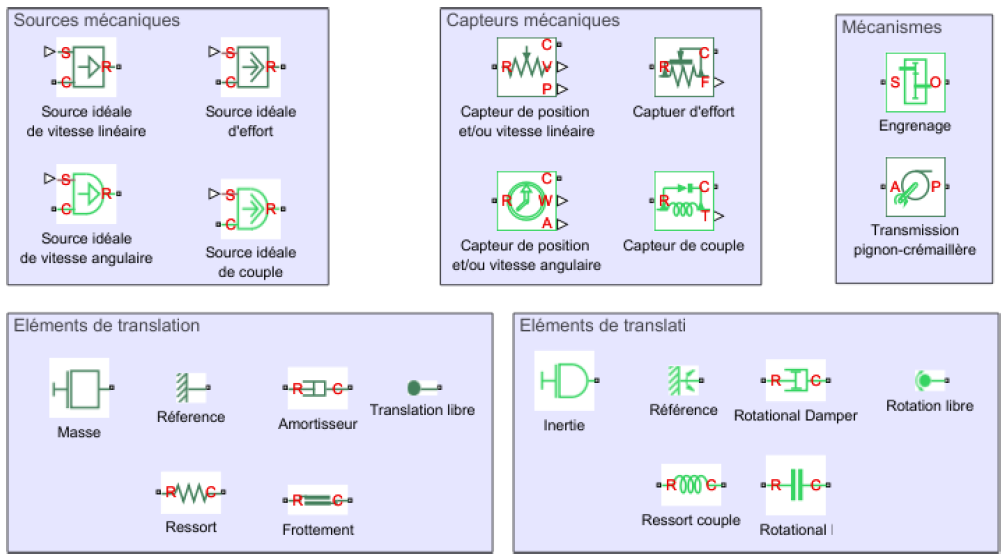 Sources mécaniques
S
C
R
Source idéale
de vitesse linéaire
S
C
R
Source idéale
d'effort
S
C
R
Source idéale
de vitesse angulaire
S
C
R
Source idéale
de couple
Capteurs mécaniques
R
C
V
P
Capteur de position
et/ou vitesse linéaire
R
C
F
Captuer d'effort
R
C
W
A
Capteur de position
et/ou vitesse angulaire
R
C
T
Capteur de couple
Mécanismes
S
O
Engrenage
A
P
Transmission
pignon-crémaillère
Eléments de translation
Masse
Réference
R
C
Amortisseur
Translation libre
R
C
Ressort
R
C
Frottement
Eléments de translati
Inertie
Référence
R
C
Rotational Damper
Rotation libre
R
C
Ressort couple
R
C
Rotational